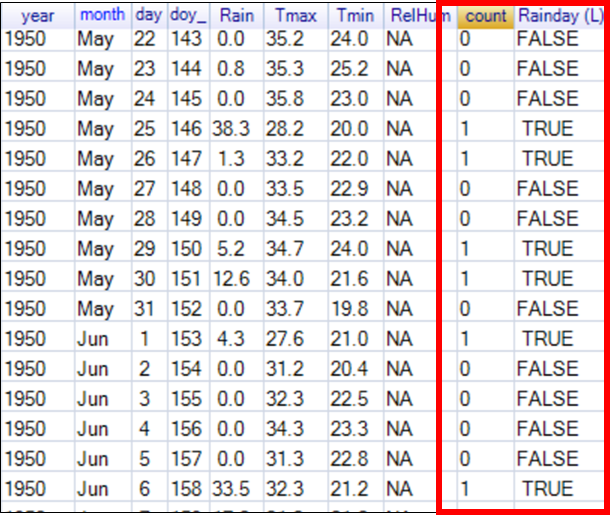 year month day doy_ Rain Tmax Tmin RelHum count Rainday (L)
1950 May 22 143 0.0 35.2 24.0 NA 0 FALSE
1950 May 23 144 0.8 35.3 25.2 NA 0 FALSE
1950 May 24 145 0.0 35.8 23.0 NA 0 FALSE
1950 May 25 146 38.3 28.2 20.0 NA 1 TRUE
1950 May 26 147 1.3 33.2 22.0 NA 1 TRUE
1950 May 27 148 0.0 33.5 22.9 NA 0 FALSE
1950 May 28 149 0.0 34.5 23.2 NA 0 FALSE
1950 May 29 150 5.2 34.7 24.0 NA 1 TRUE
1950 May 30 151 12.6 34.0 21.6 NA 1 TRUE
1950 May 31 152 0.0 33.7 19.8 NA 0 FALSE
1950 Jun 1 153 4.3 27.6 21.0 NA 1 TRUE
1950 Jun 2 154 0.0 31.2 20.4 NA 0 FALSE
1950 Jun 3 155 0.0 32.3 22.5 NA 0 FALSE
1950 Jun 4 156 0.0 34.3 23.3 NA 0 FALSE
1950 Jun 5 157 0.0 31.3 22.8 NA 0 FALSE
1950 Jun 6 158 33.5 32.3 21.2 NA 1 TRUE